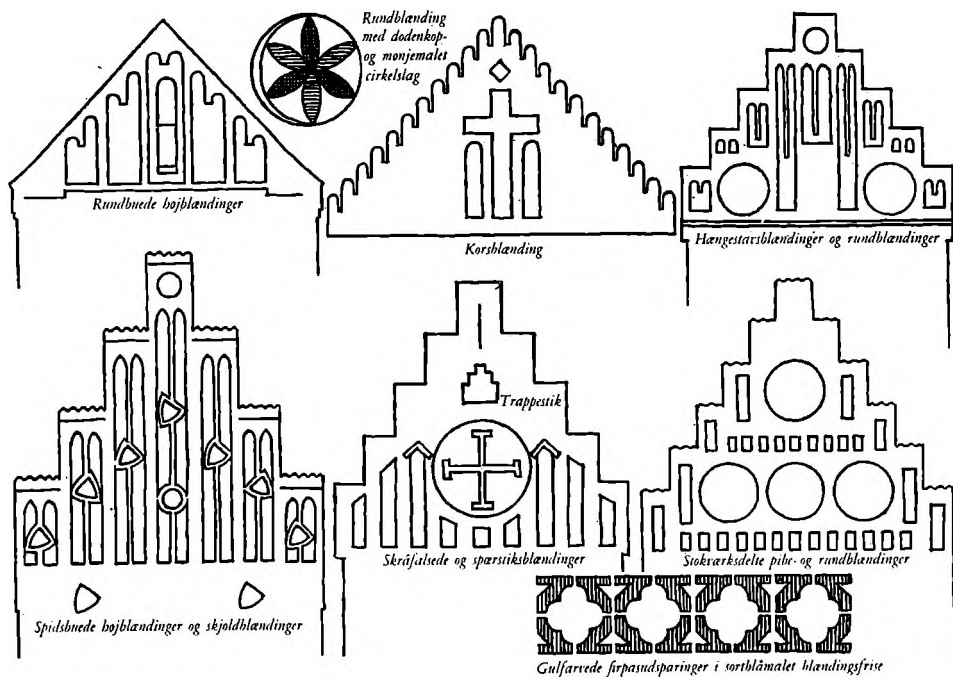 Rundblænding
med dodenkop-
og mønjemalet
cirkelslag
Rundbuede højblændinger
Korsblænding
Hængestavsblændinger og rundblændinger
Trappestik
Spidsbuede højblændinger og skjoldblændinger
Skråfalsede og spærstiksblændinger
Stokværksdelte pibe- og rundblændinger
Gulfarvede firpasudsparinger i sortblåmalet blændingsfrise